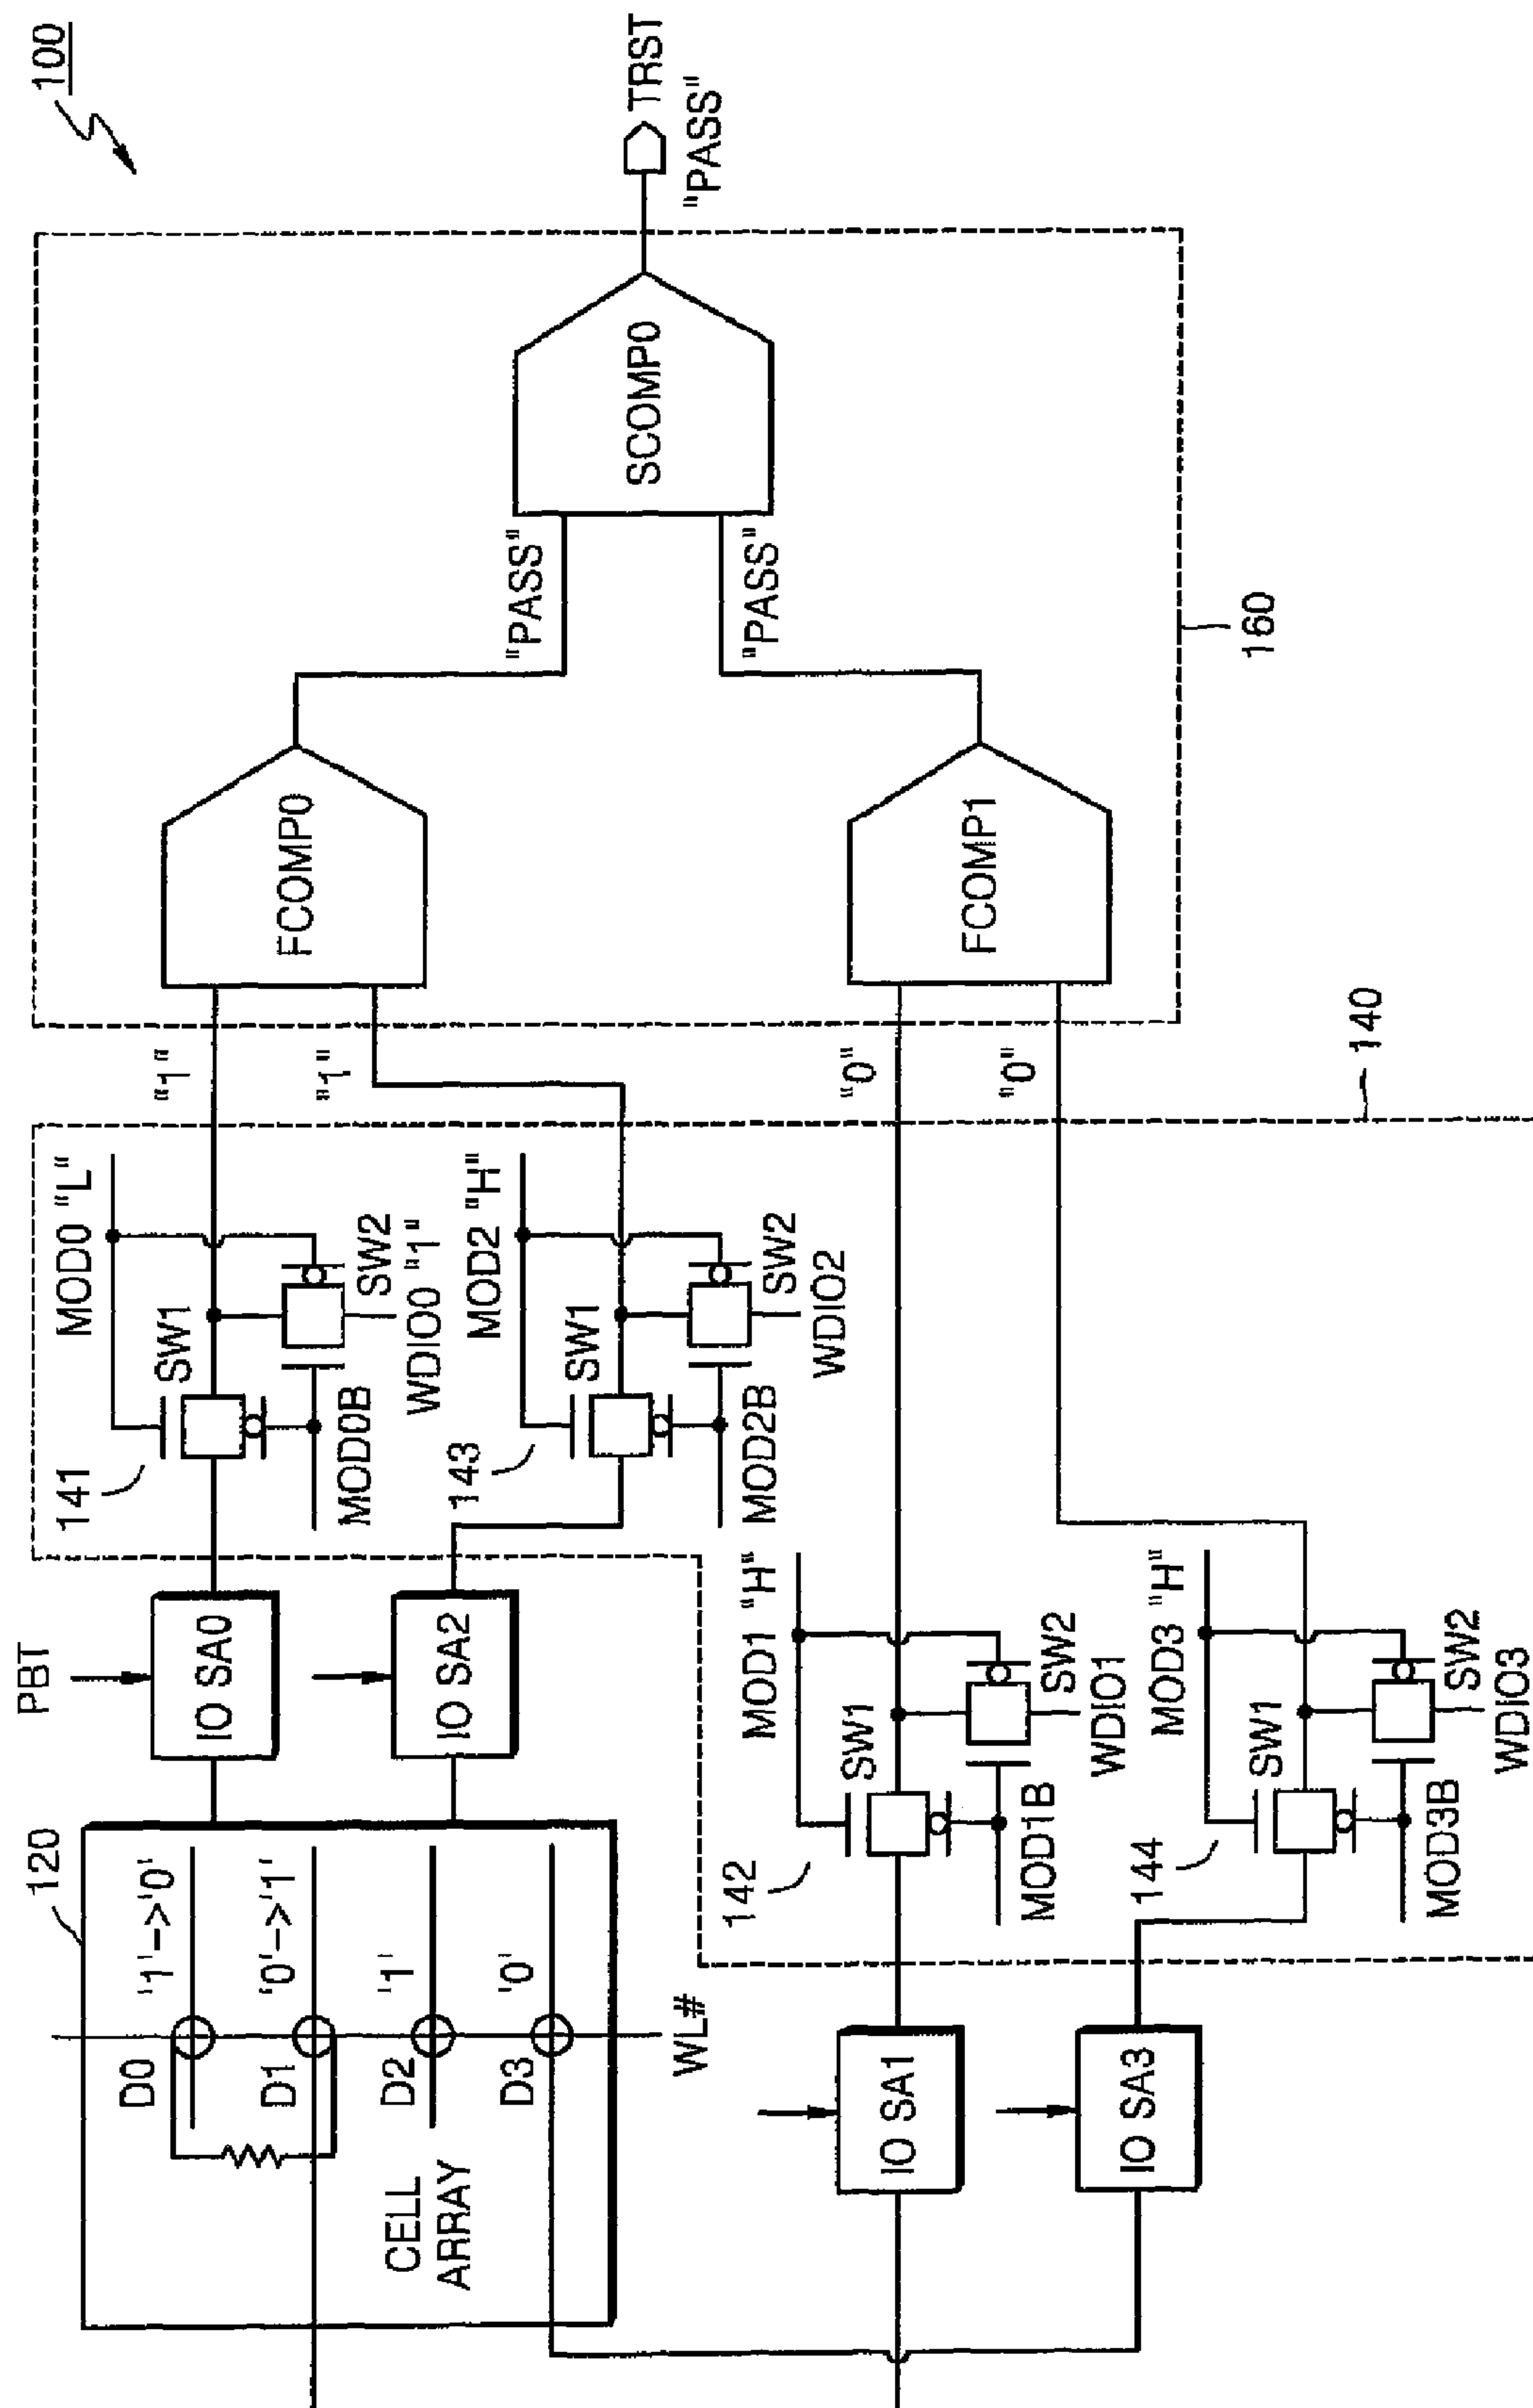 100
120
D0
'1'->'0'
D1
'0'->'1'
D2
'1'
D3
'0'
CELL
ARRAY
WL#
PBT
IO SA0
IO SA2
IO SA1
IO SA3
141
MOD0 "L"
SW1
SW2
MOD0B
WDIO0 "1"
143
MOD2 "H"
SW1
SW2
MOD2B
WDIO2
142
MOD1 "H"
SW1
SW2
MOD1B
WDIO1
144
MOD3 "H"
SW1
SW2
MOD3B
WDIO3
140
"1"
"1"
"0"
"0"
FCOMP0
FCOMP1
"PASS"
"PASS"
SCOMP0
160
TRST
"PASS"